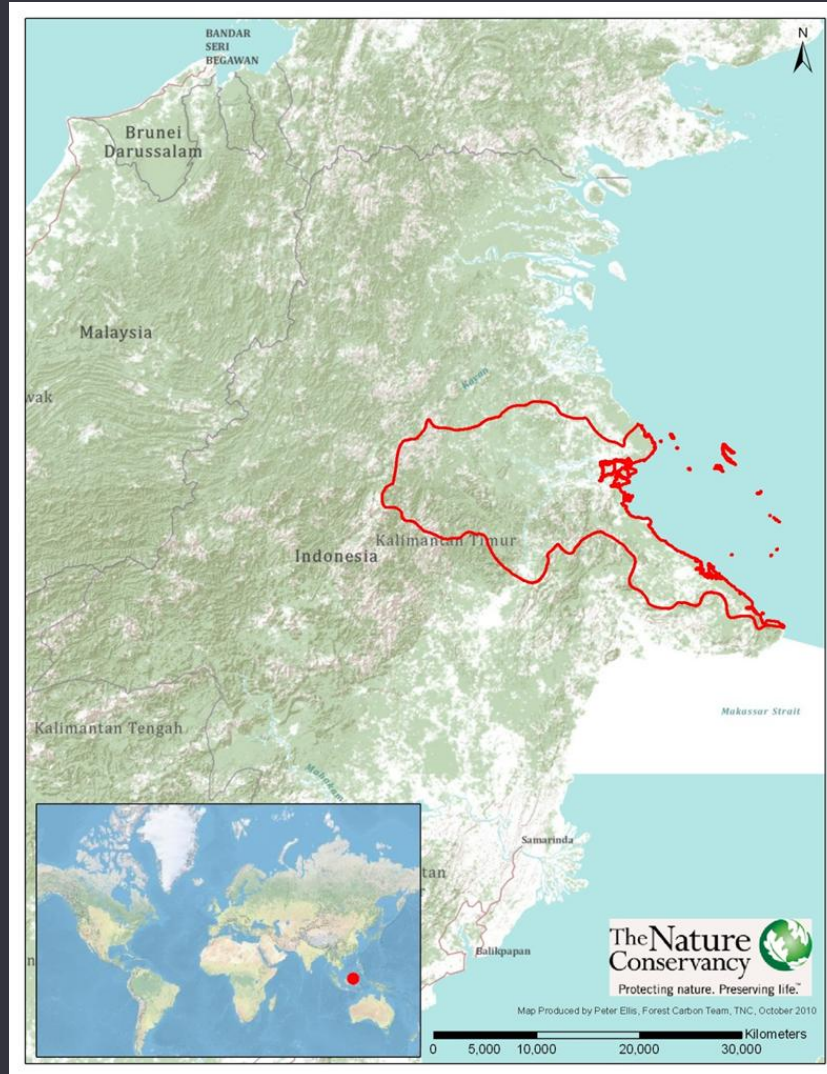 BANDAR
SERI
BEGAWAN
N
Brunei
Darussalam
Malaysia
wak
Kayan
Kalimantan Timur
Indonesia
Kalimantan Tengah
Makassar Strait
Mahakam
Samarinda
tan
r
Balikpapan
n
The Nature
Conservancy
Protecting nature. Preserving life.™
Map Produced by Peter Ellis, Forest Carbon Team, TNC, October 2010
Kilometers
0 5,000 10,000 20,000 30,000